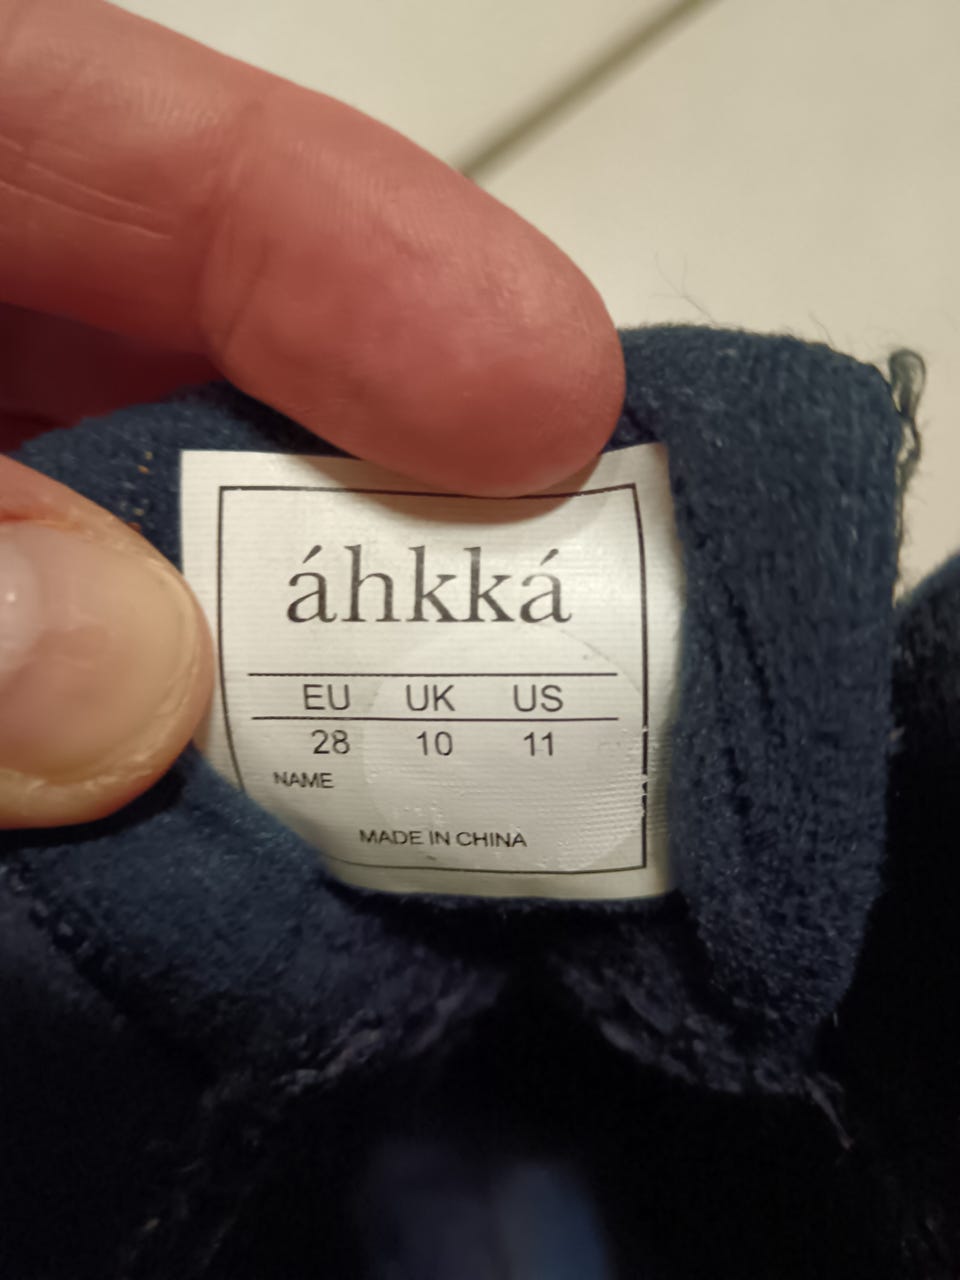 áhkká
EU UK US
28 10 11
NAME
MADE IN CHINA